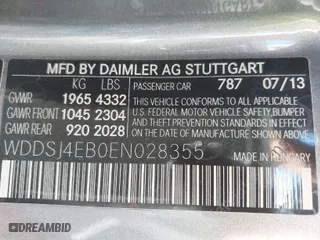 MFD BY DAIMLER AG STUTTGART
KG LBS PASSENGER CAR 787 07/13
GVWR 1965 4332 THIS VEHICLE CONFORMS TO ALL APPLICABLE
GAWR FRONT 1045 2304 U.S. FEDERAL MOTOR VEHICLE SAFETY, BUMPER
GAWR REAR 920 2028 AND THEFT PREVENTION STANDARDS IN EFFECT
ON THE DATE OF MANUFACTURE SHOWN ABOVE.
WDDSJ4EB0EN028355 MADE IN HUNGARY
DREAMBID